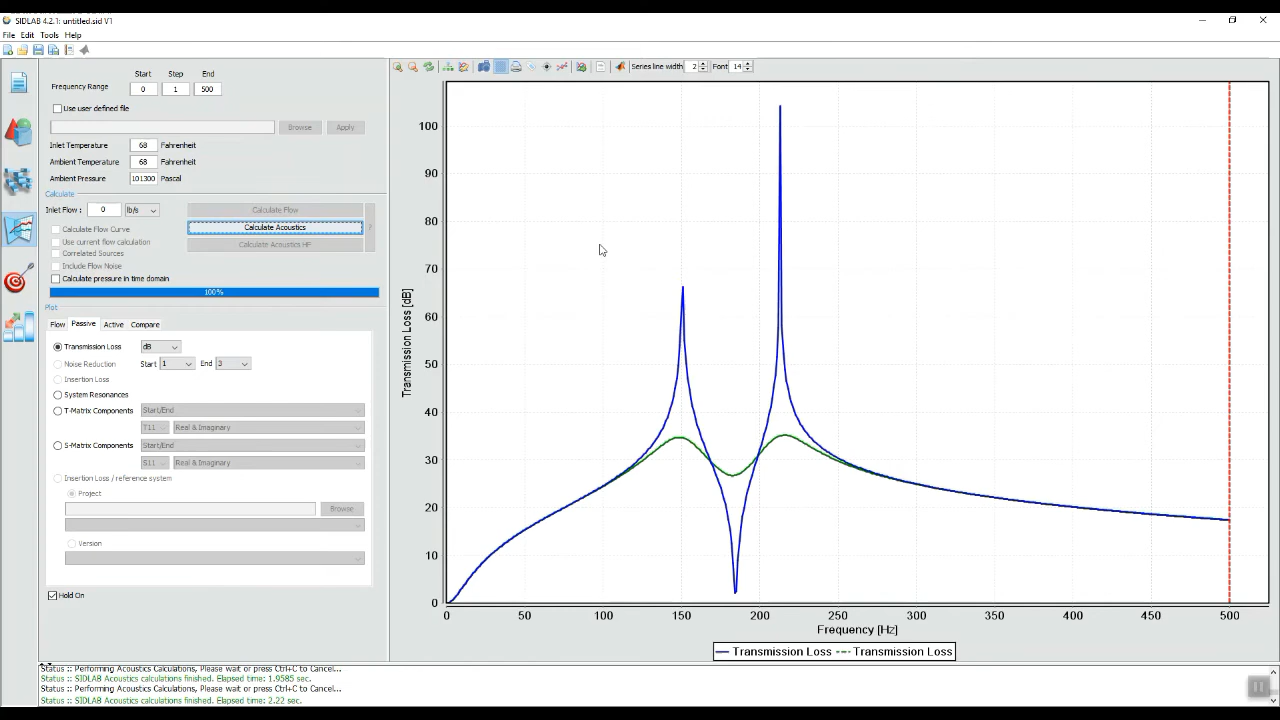 SIDLAB 4.2.1: untitled.sid V1
File Edit Tools Help
Series line width 2 Font 14
Start Step End
Frequency Range 0 1 500
Use user defined file
Browse Apply
Inlet Temperature 68 Fahrenheit
Ambient Temperature 68 Fahrenheit
Ambient Pressure 101300 Pascal
Calculate
Inlet Flow : 0 lb/s Calculate Flow
Calculate Flow Curve Calculate Acoustics
Use current flow calculation Calculate Acoustics HF
Correlated Sources
Include Flow Noise
Calculate pressure in time domain
100%
Plot
Flow Passive Active Compare
Transmission Loss dB
Noise Reduction Start 1 End 3
Insertion Loss
System Resonances
T-Matrix Components Start/End
T11 Real & Imaginary
S-Matrix Components Start/End
S11 Real & Imaginary
Insertion Loss / reference system
Project
Browse
Version
Hold On
Transmission Loss [dB]
100
90
80
70
60
50
40
30
20
10
0
0 50 100 150 200 250 300 350 400 450 500
Frequency [Hz]
Transmission Loss Transmission Loss
Status :: Performing Acoustics Calculations, Please wait or press Ctrl+C to Cancel...
Status :: SIDLAB Acoustics calculations finished. Elapsed time: 1.9585 sec.
Status :: Performing Acoustics Calculations, Please wait or press Ctrl+C to Cancel...
Status :: SIDLAB Acoustics calculations finished. Elapsed time: 2.22 sec.